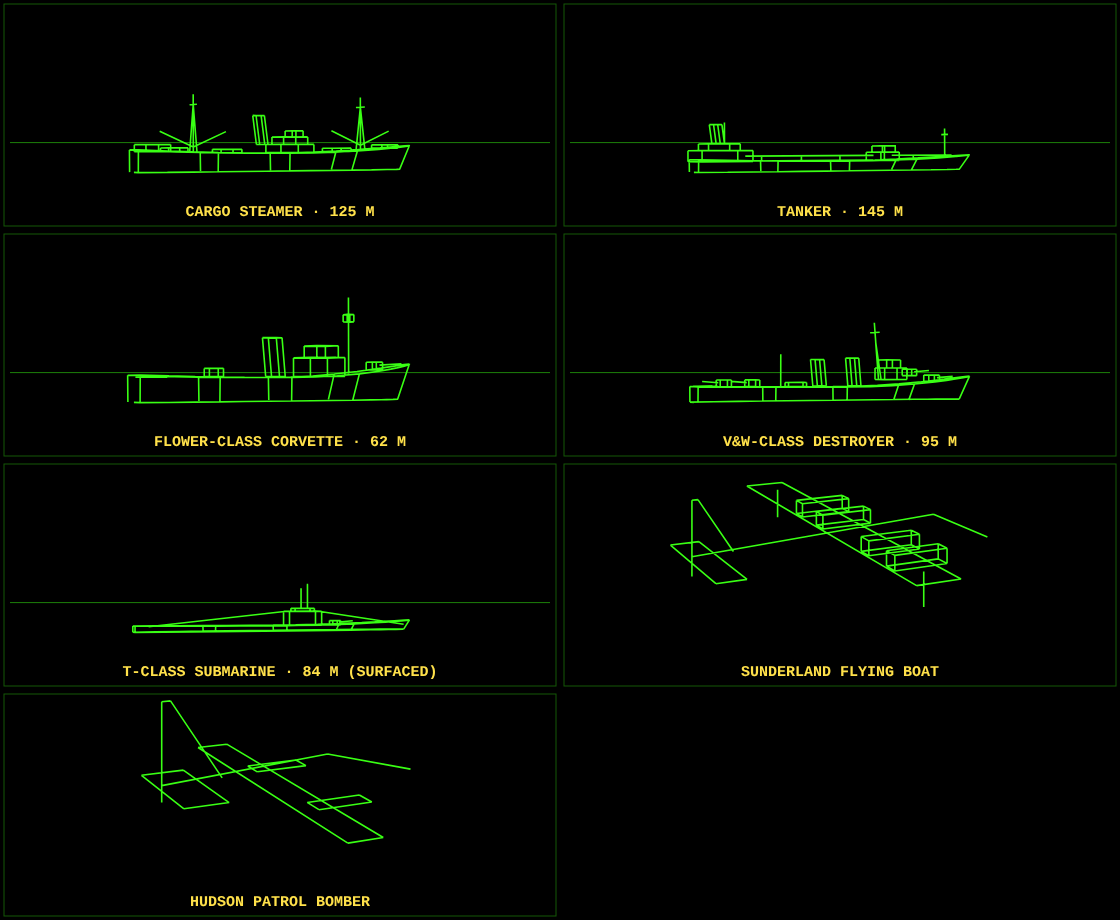 CARGO STEAMER · 125 M
TANKER · 145 M
FLOWER-CLASS CORVETTE · 62 M
V&W-CLASS DESTROYER · 95 M
T-CLASS SUBMARINE · 84 M (SURFACED)
SUNDERLAND FLYING BOAT
HUDSON PATROL BOMBER